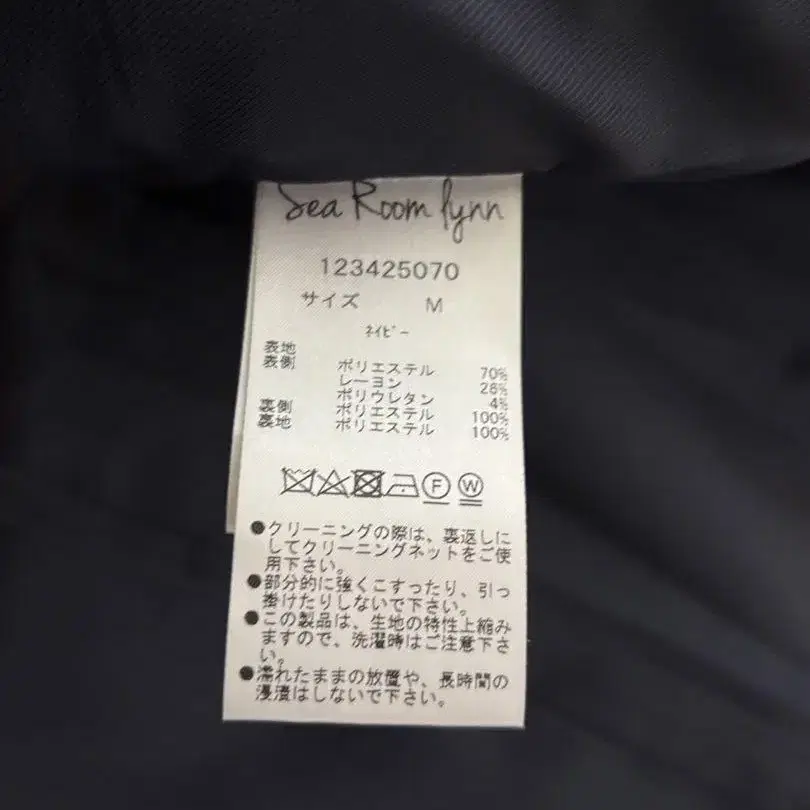 Sea Room lynn
123425070
サイズ M
ネイビー
表地
表側 ポリエステル 70%
レーヨン 26%
ポリウレタン 4%
裏側 ポリエステル 100%
裏地 ポリエステル 100%
F W
●クリーニングの際は、裏返しに
してクリーニングネットをご使
用下さい。
●部分的に強くこすったり、引っ
掛けたりしないで下さい。
●この製品は、生地の特性上縮み
ますので、洗濯時はご注意下さ
い。
●濡れたままの放置や、長時間の
浸漬はしないで下さい。